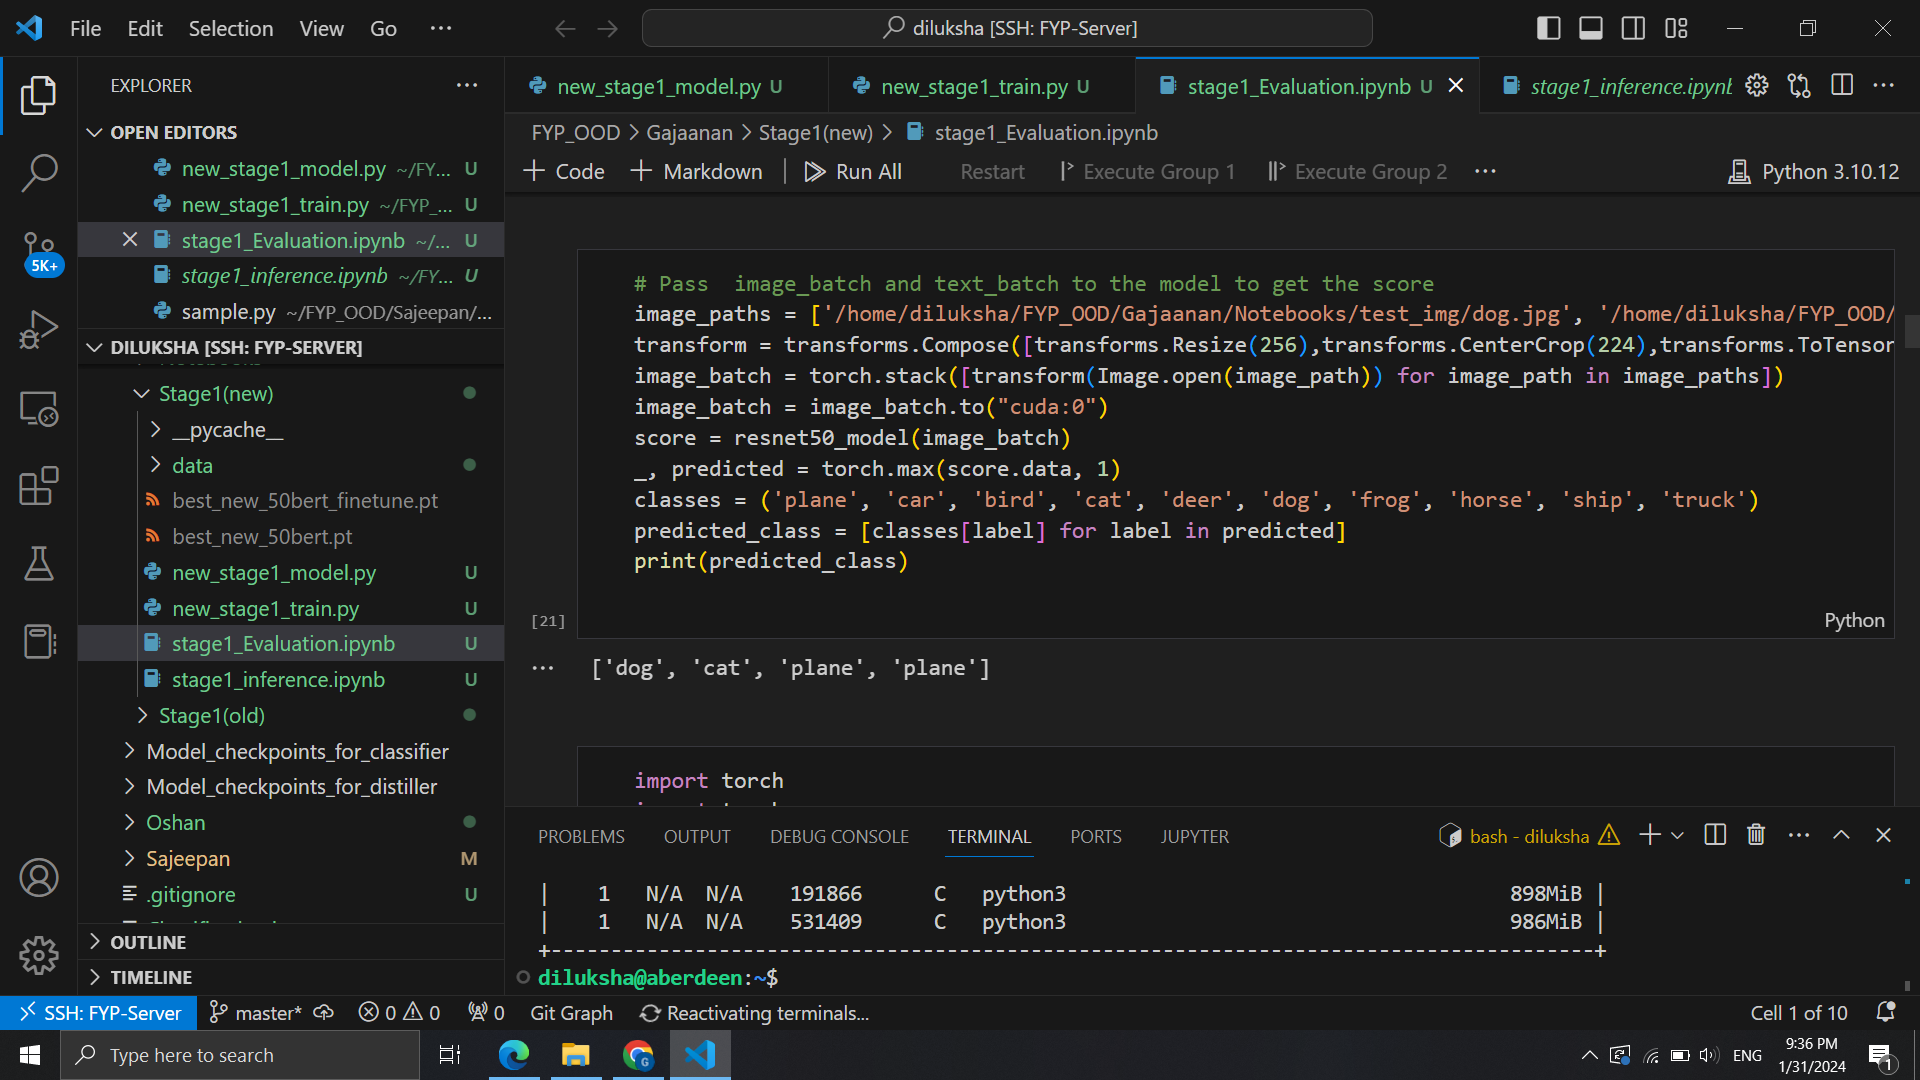 File Edit Selection View Go ···
diluksha [SSH: FYP-Server]
EXPLORER
OPEN EDITORS
new_stage1_model.py ~/FY... U
new_stage1_train.py ~/FYP_... U
stage1_Evaluation.ipynb ~/... U
stage1_inference.ipynb ~/FY... U
sample.py ~/FYP_OOD/Sajeepan/...
DILUKSHA [SSH: FYP-SERVER]
Stage1(new)
__pycache__
data
best_new_50bert_finetune.pt
best_new_50bert.pt
new_stage1_model.py U
new_stage1_train.py U
stage1_Evaluation.ipynb U
stage1_inference.ipynb U
Stage1(old)
Model_checkpoints_for_classifier
Model_checkpoints_for_distiller
Oshan
Sajeepan M
.gitignore U
OUTLINE
TIMELINE
5K+
new_stage1_model.py U
new_stage1_train.py U
stage1_Evaluation.ipynb U
stage1_inference.ipynb
FYP_OOD > Gajaanan > Stage1(new) > stage1_Evaluation.ipynb
+ Code + Markdown | Run All Restart Execute Group 1 Execute Group 2 ··· Python 3.10.12
# Pass  image_batch and text_batch to the model to get the score
image_paths = ['/home/diluksha/FYP_OOD/Gajaanan/Notebooks/test_img/dog.jpg', '/home/diluksha/FYP_OOD/
transform = transforms.Compose([transforms.Resize(256),transforms.CenterCrop(224),transforms.ToTensor
image_batch = torch.stack([transform(Image.open(image_path)) for image_path in image_paths])
image_batch = image_batch.to("cuda:0")
score = resnet50_model(image_batch)
_, predicted = torch.max(score.data, 1)
classes = ('plane', 'car', 'bird', 'cat', 'deer', 'dog', 'frog', 'horse', 'ship', 'truck')
predicted_class = [classes[label] for label in predicted]
print(predicted_class)
[21] Python
··· ['dog', 'cat', 'plane', 'plane']
import torch
PROBLEMS OUTPUT DEBUG CONSOLE TERMINAL PORTS JUPYTER
bash - diluksha
| 1 N/A N/A 191866 C python3 898MiB |
| 1 N/A N/A 531409 C python3 986MiB |
+---------------------------------------------------------------------------------------+
diluksha@aberdeen:~$
SSH: FYP-Server master* 0 0 0 Git Graph Reactivating terminals... Cell 1 of 10
Type here to search
ENG
9:36 PM
1/31/2024
1